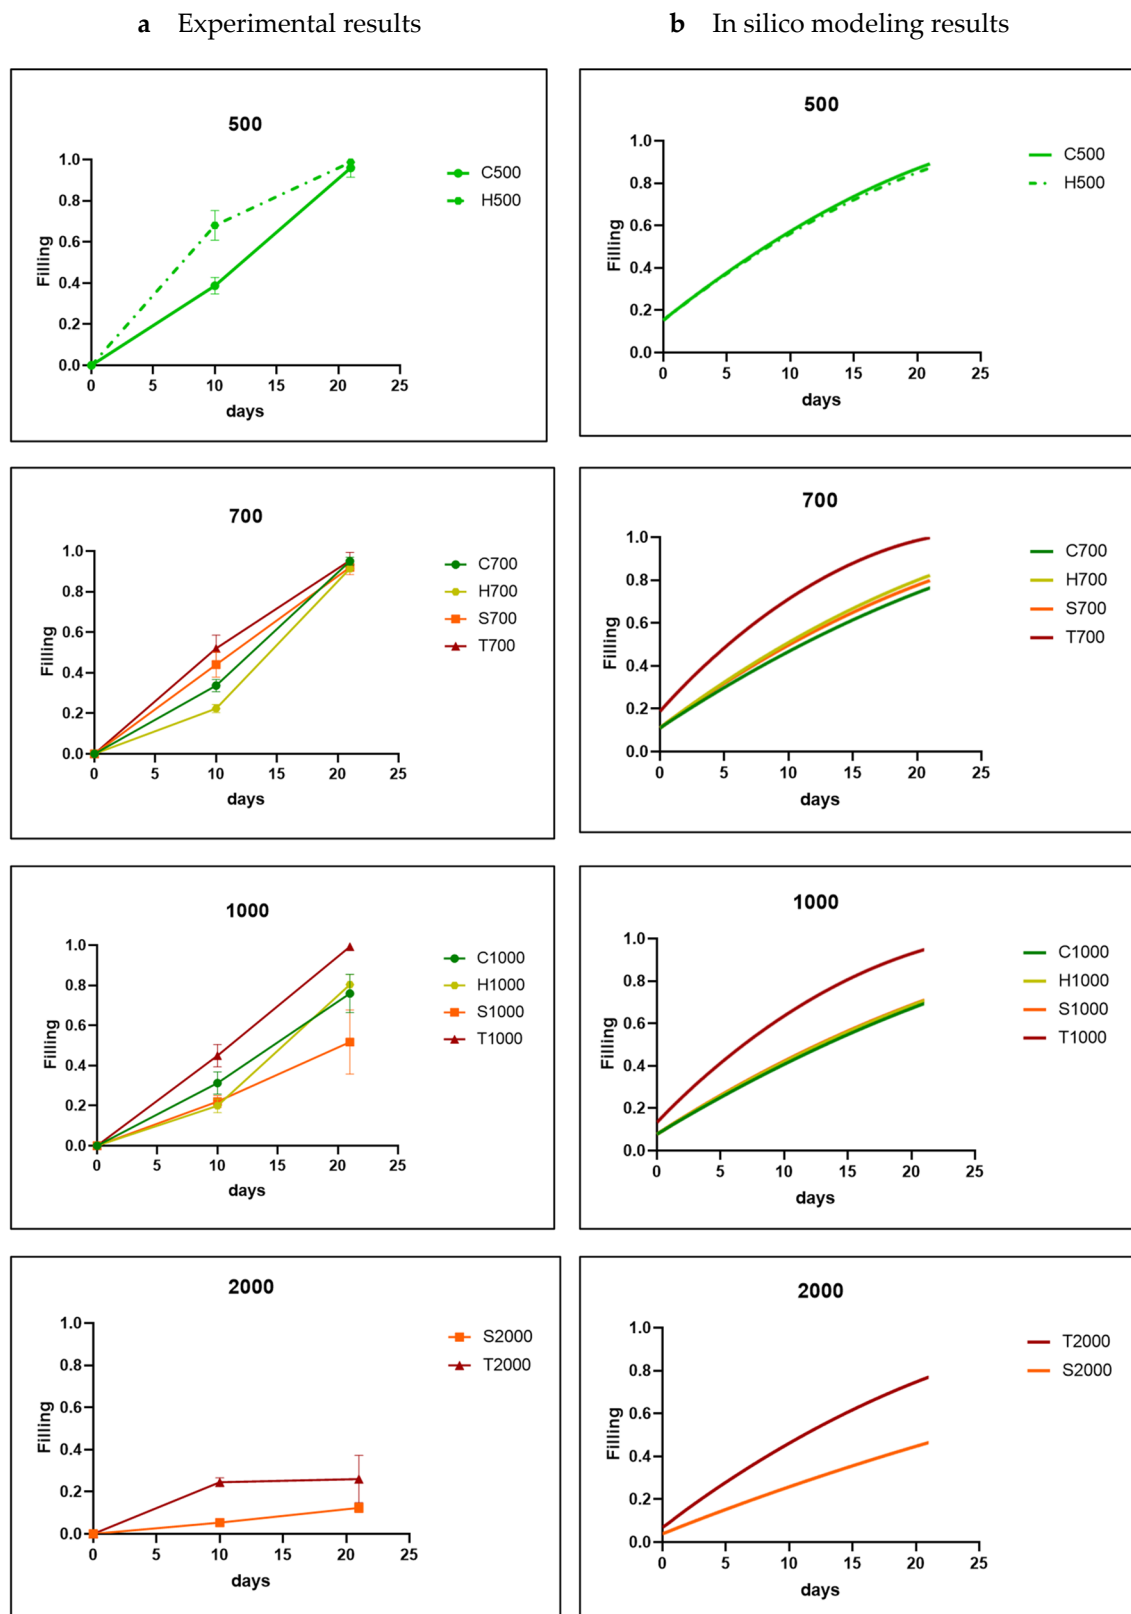 a Experimental results
b In silico modeling results
500
1.0
0.8
0.6
0.4
0.2
0.0
Filling
0 5 10 15 20 25
days
C500
H500
500
1.0
0.8
0.6
0.4
0.2
0.0
Filling
0 5 10 15 20 25
days
C500
H500
700
1.0
0.8
0.6
0.4
0.2
0.0
Filling
0 5 10 15 20 25
days
C700
H700
S700
T700
700
1.0
0.8
0.6
0.4
0.2
0.0
Filling
0 5 10 15 20 25
days
C700
H700
S700
T700
1000
1.0
0.8
0.6
0.4
0.2
0.0
Filling
0 5 10 15 20 25
days
C1000
H1000
S1000
T1000
1000
1.0
0.8
0.6
0.4
0.2
0.0
Filling
0 5 10 15 20 25
days
C1000
H1000
S1000
T1000
2000
1.0
0.8
0.6
0.4
0.2
0.0
Filling
0 5 10 15 20 25
days
S2000
T2000
2000
1.0
0.8
0.6
0.4
0.2
0.0
Filling
0 5 10 15 20 25
days
T2000
S2000